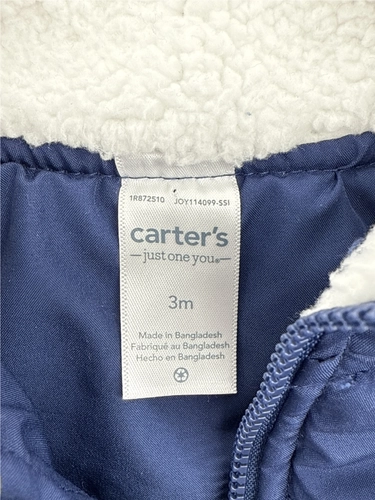 1R872510 JOY114099-SSI
carter's
just one you®
3m
Made in Bangladesh
Fabriqué au Bangladesh
Hecho en Bangladesh